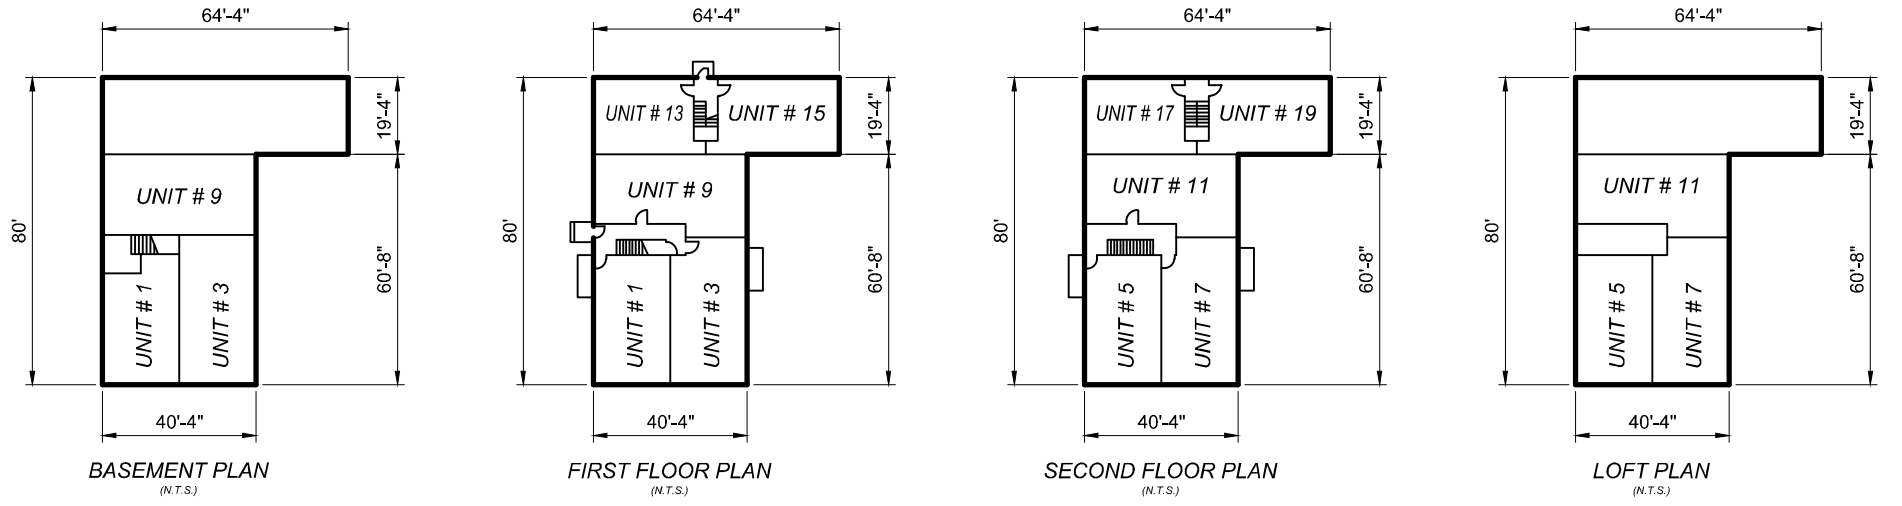 64'-4"
80'
19'-4"
UNIT # 9
60'-8"
UNIT # 1
UNIT # 3
40'-4"
BASEMENT PLAN
(N.T.S.)
64'-4"
80'
UNIT # 13
UNIT # 15
19'-4"
UNIT # 9
60'-8"
UNIT # 1
UNIT # 3
40'-4"
FIRST FLOOR PLAN
(N.T.S.)
64'-4"
80'
UNIT # 17
UNIT # 19
19'-4"
UNIT # 11
60'-8"
UNIT # 5
UNIT # 7
40'-4"
SECOND FLOOR PLAN
(N.T.S.)
64'-4"
80'
19'-4"
UNIT # 11
60'-8"
UNIT # 5
UNIT # 7
40'-4"
LOFT PLAN
(N.T.S.)